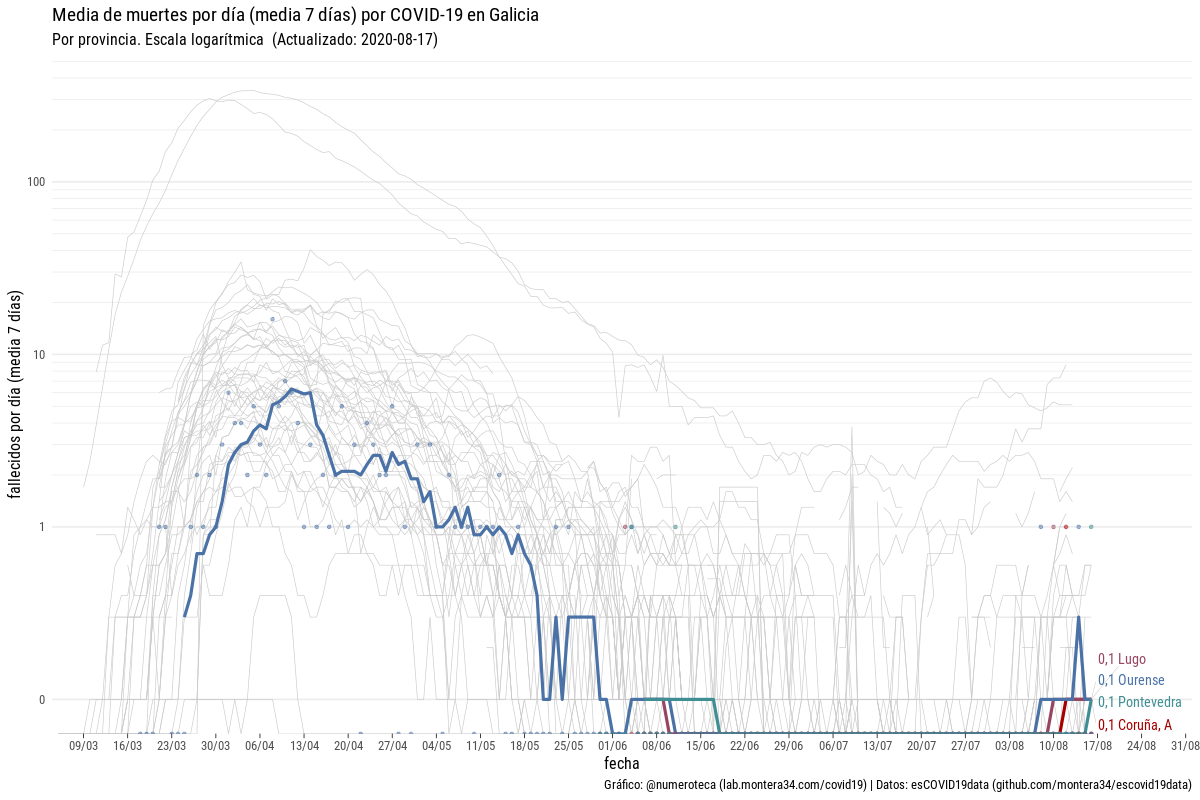 Media de muertes por día (media 7 días) por COVID-19 en Galicia
Por provincia. Escala logarítmica (Actualizado: 2020-08-17)
fallecidos por día (media 7 días)
100
10
1
0
0,1 Lugo
0,1 Ourense
0,1 Pontevedra
0,1 Coruña, A
09/03 16/03 23/03 30/03 06/04 13/04 20/04 27/04 04/05 11/05 18/05 25/05 01/06 08/06 15/06 22/06 29/06 06/07 13/07 20/07 27/07 03/08 10/08 17/08 24/08 31/08
fecha
Gráfico: @numeroteca (lab.montera34.com/covid19) | Datos: esCOVID19data (github.com/montera34/escovid19data)